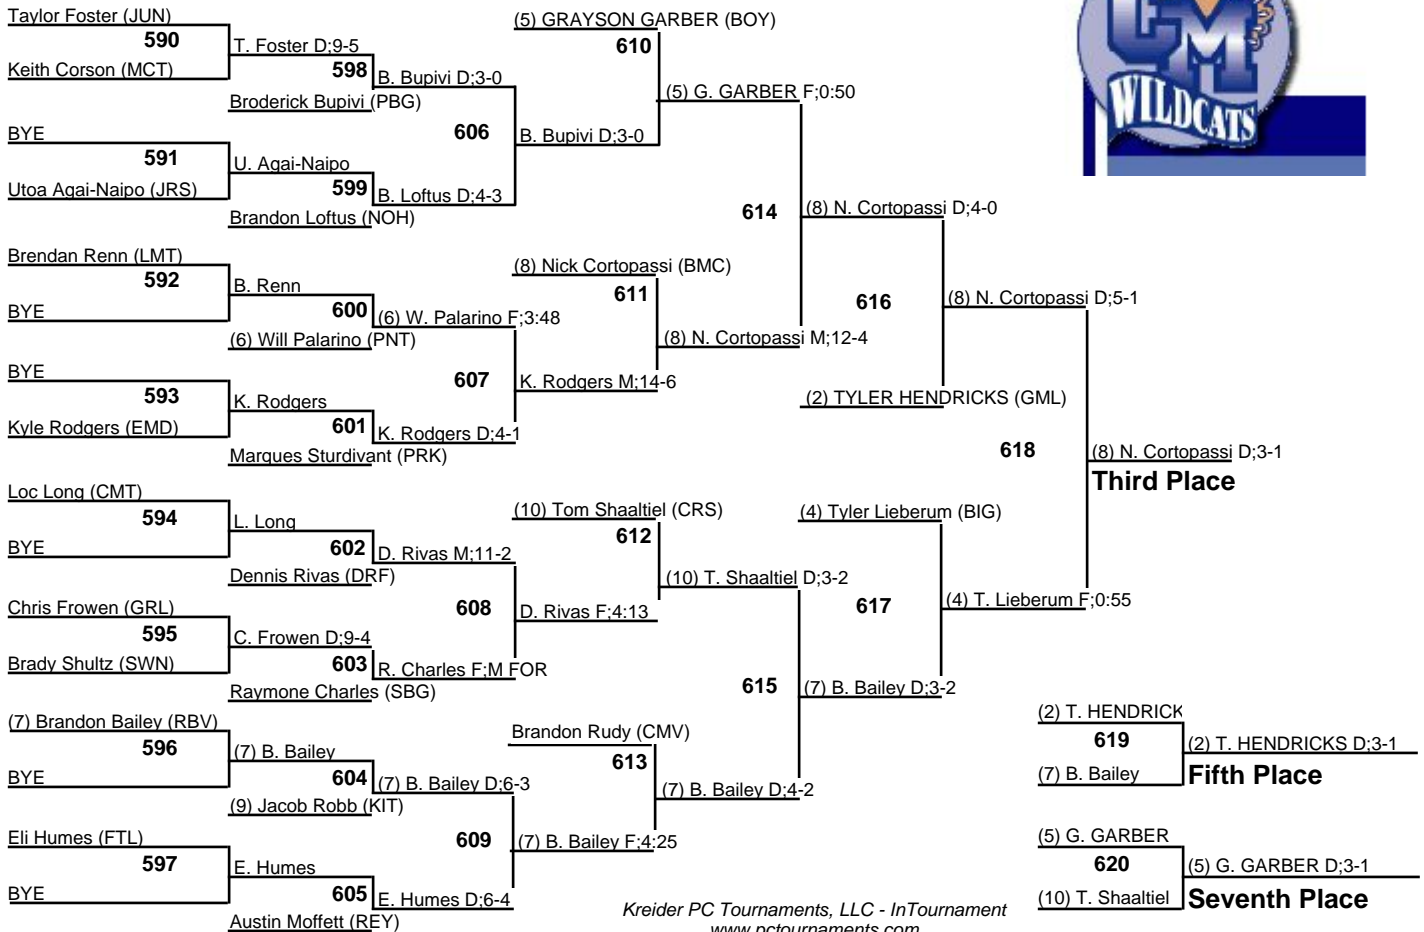 Taylor Foster (JUN)
590
Keith Corson (MCT)
BYE
591
Utoa Agai-Naipo (JRS)
Brendan Renn (LMT)
592
BYE
BYE
593
Kyle Rodgers (EMD)
Loc Long (CMT)
594
BYE
Chris Frowen (GRL)
595
Brady Shultz (SWN)
(7) Brandon Bailey (RBV)
596
BYE
Eli Humes (FTL)
597
BYE
T. Foster D;9-5
598
Broderick Bupivi (PBG)
U. Agai-Naipo
599
Brandon Loftus (NOH)
B. Renn
600
(6) Will Palarino (PNT)
K. Rodgers
601
Marques Sturdivant (PRK)
L. Long
602
Dennis Rivas (DRF)
C. Frowen D;9-4
603
Raymone Charles (SBG)
(7) B. Bailey
604
(9) Jacob Robb (KIT)
E. Humes
605
Austin Moffett (REY)
B. Bupivi D;3-0
606
B. Loftus D;4-3
(6) W. Palarino F;3:48
607
K. Rodgers D;4-1
D. Rivas M;11-2
608
R. Charles F;M FOR
(7) B. Bailey D;6-3
609
E. Humes D;6-4
(5) GRAYSON GARBER (BOY)
610
B. Bupivi D;3-0
(8) Nick Cortopassi (BMC)
611
K. Rodgers M;14-6
(10) Tom Shaaltiel (CRS)
612
D. Rivas F;4:13
Brandon Rudy (CMV)
613
(7) B. Bailey F;4:25
(5) G. GARBER F;0:50
614
(8) N. Cortopassi M;12-4
(10) T. Shaaltiel D;3-2
615
(7) B. Bailey D;4-2
(8) N. Cortopassi D;4-0
616
(2) TYLER HENDRICKS (GML)
(4) Tyler Lieberum (BIG)
617
(7) B. Bailey D;3-2
(8) N. Cortopassi D;5-1
618
(4) T. Lieberum F;0:55
(8) N. Cortopassi D;3-1
Third Place
(2) T. HENDRICK
619
(7) B. Bailey
(2) T. HENDRICKS D;3-1
Fifth Place
(5) G. GARBER
620
(10) T. Shaaltiel
(5) G. GARBER D;3-1
Seventh Place
CM
WILDCATS
Kreider PC Tournaments, LLC - InTournament
www.pctournaments.com